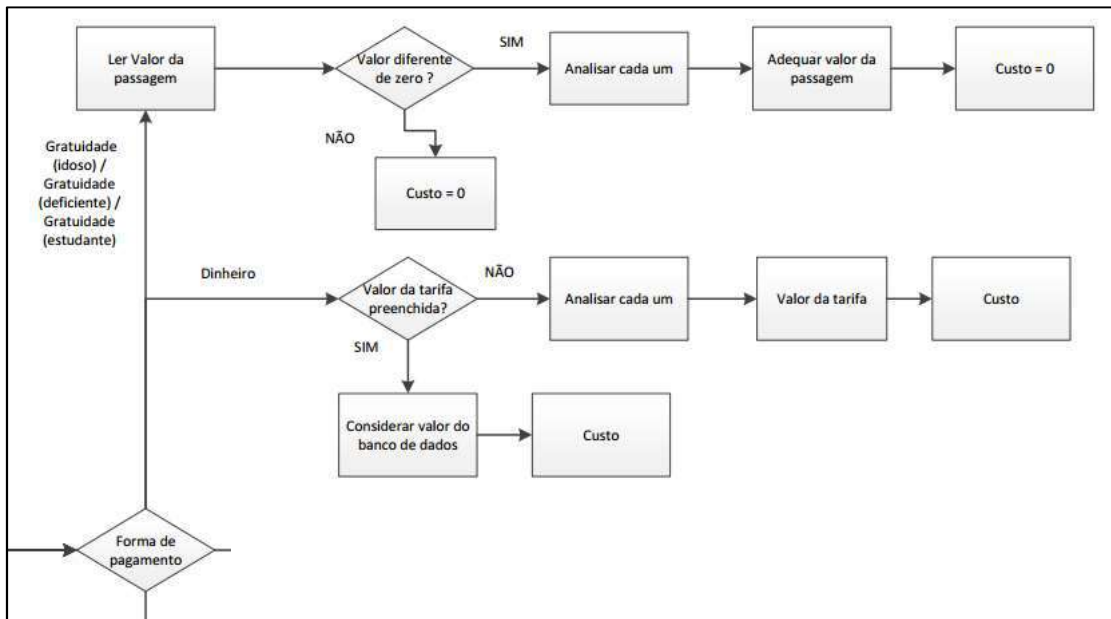 Ler Valor da
passagem
Valor diferente
de zero ?
SIM
Analisar cada um
Adequar valor da
passagem
Custo = 0
NÃO
Custo = 0
Gratuidade
(idoso) /
Gratuidade
(deficiente) /
Gratuidade
(estudante)
Dinheiro
Valor da tarifa
preenchida?
NÃO
Analisar cada um
Valor da tarifa
Custo
SIM
Considerar valor do
banco de dados
Custo
Forma de
pagamento